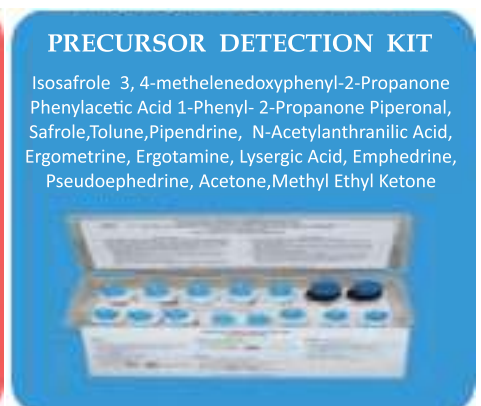 PRECURSOR DETECTION KIT
Isosafrole 3, 4-methelenedoxyphenyl-2-Propanone
Phenylacetic Acid 1-Phenyl- 2-Propanone Piperonal,
Safrole,Tolune,Pipendrine, N-Acetylanthranilic Acid,
Ergometrine, Ergotamine, Lysergic Acid, Emphedrine,
Pseudoephedrine, Acetone,Methyl Ethyl Ketone